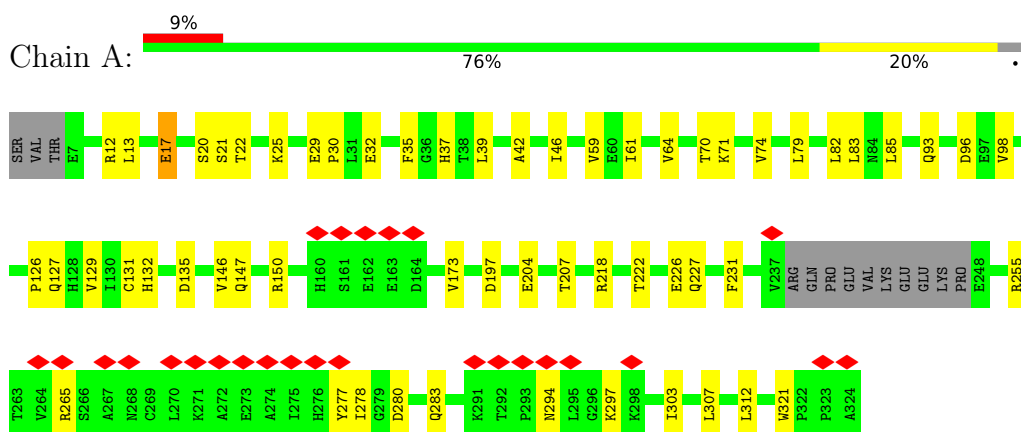 9%
Chain A:
76% 20% •
SER VAL THR E7 R12 L13 E17 S20 S21 T22 K25 E29 P30 L31 E32 F35 G36 H37 T38 L39 A42 I46 V59 E60 I61 V64 T70 K71 V74 L79 L82 L83 N84 L85 Q93 D96 E97 V98
P126 Q127 H128 V129 I130 C131 H132 D135 V146 Q147 R150 H160 S161 E162 E163 D164 V173 D197 E204 T207 R218 T222 E226 Q227 F231 V237 ARG GLN PRO GLU VAL LYS GLU GLU LYS PRO E248 R255
T263 V264 R265 S266 A267 N268 C269 L270 K271 A272 E273 A274 I275 H276 Y277 I278 G279 D280 Q283 K291 T292 P293 N294 L295 G296 K297 K298 I303 L307 L312 W321 P322 P323 A324